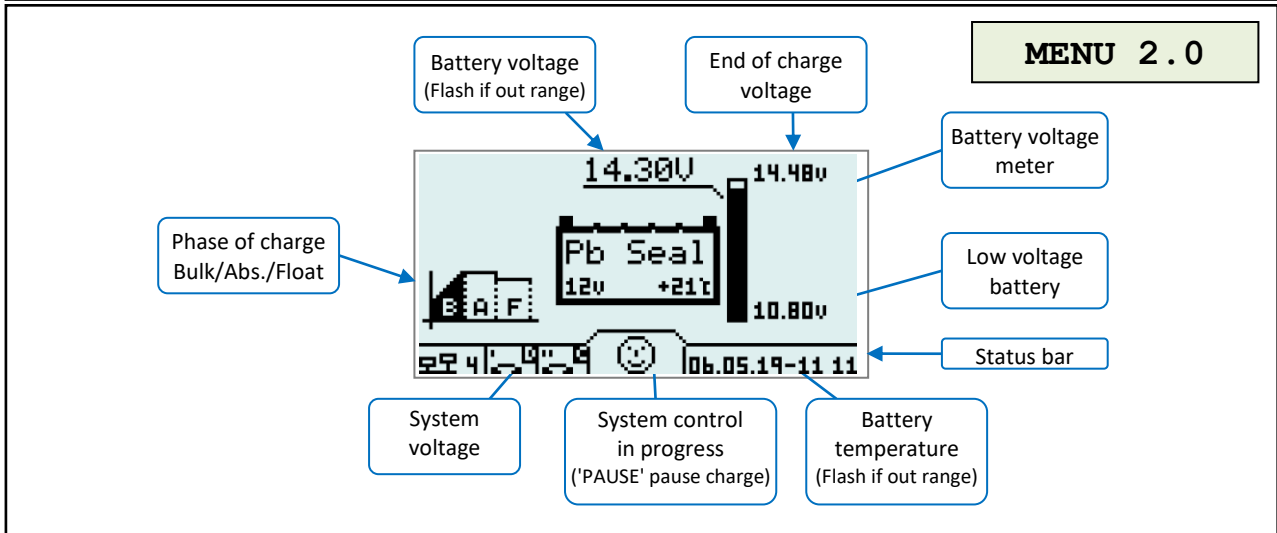 MENU 2.0
Battery voltage
(Flash if out range)
End of charge
voltage
Battery voltage
meter
Phase of charge
Bulk/Abs./Float
Low voltage
battery
Status bar
14.30V
14.48v
Pb Seal
12v +21℃
10.80v
B A F
4
06.05.19-11 11
System
voltage
System control
in progress
('PAUSE' pause charge)
Battery
temperature
(Flash if out range)